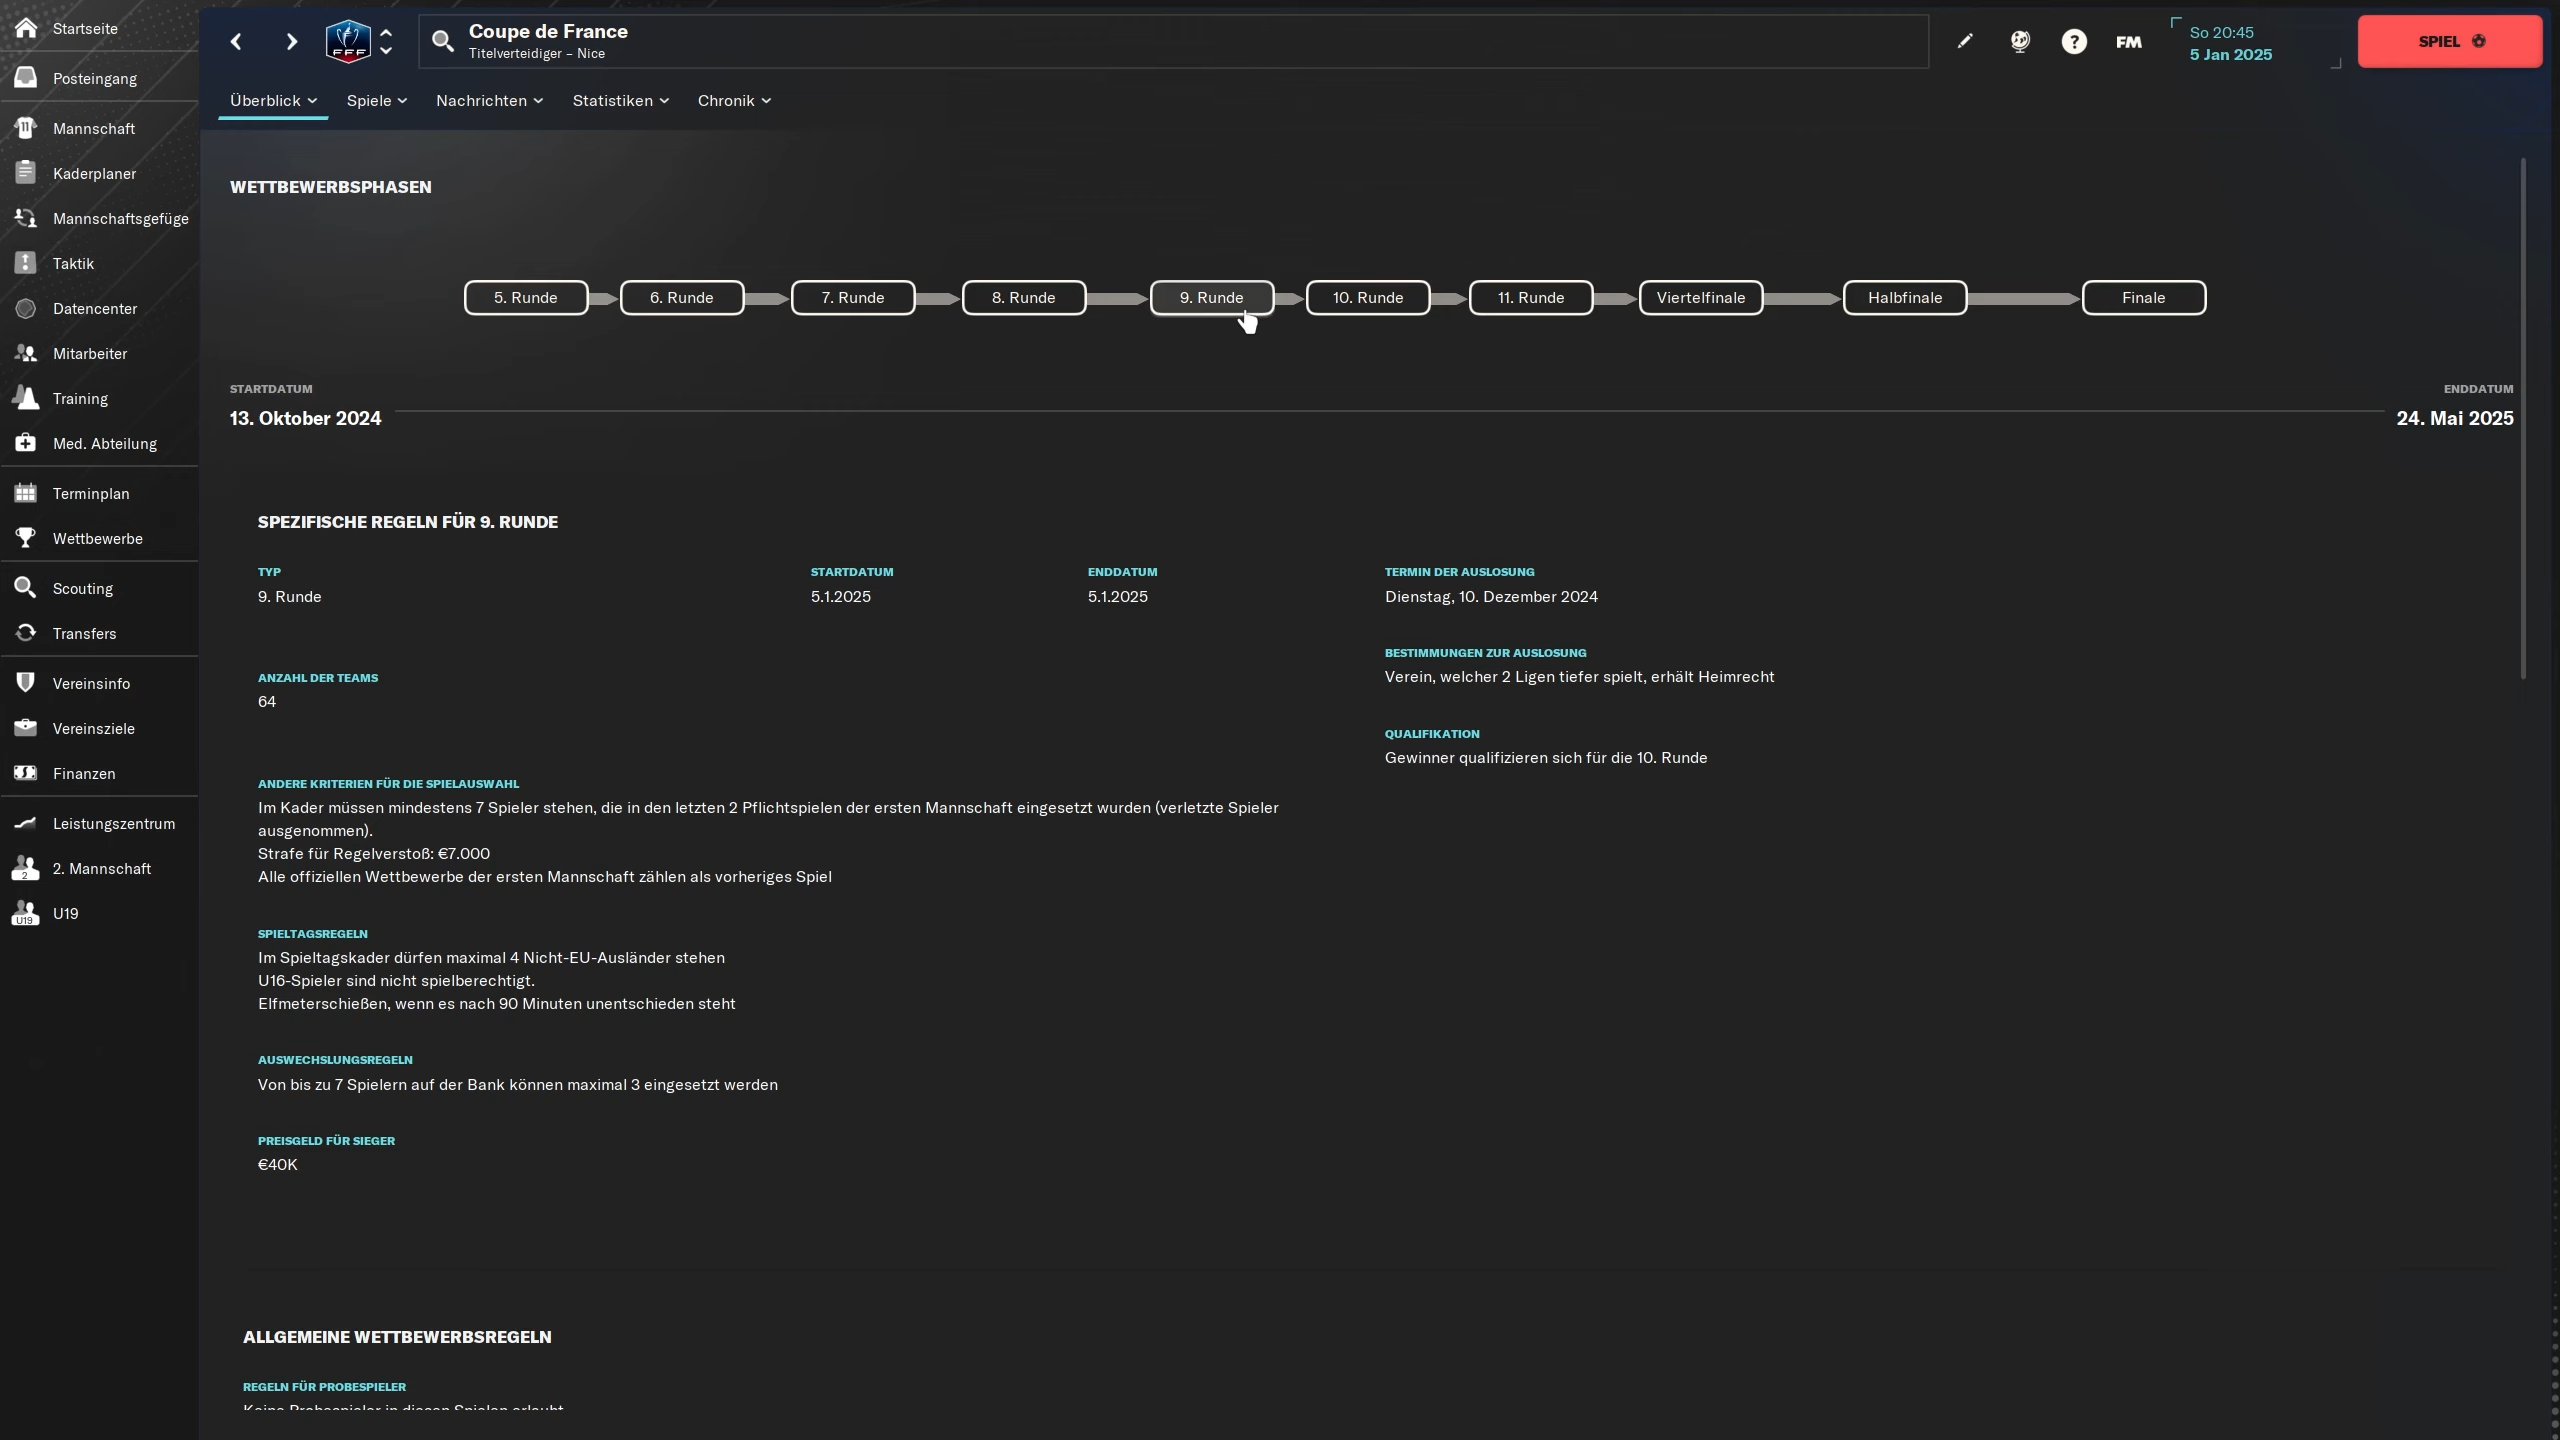 Startseite
Posteingang
Mannschaft
Kaderplaner
Mannschaftsgefüge
Taktik
Datencenter
Mitarbeiter
Training
Med. Abteilung
Terminplan
Wettbewerbe
Scouting
Transfers
Vereinsinfo
Vereinsziele
Finanzen
Leistungszentrum
2. Mannschaft
U19
11
2
U19
FFF
Coupe de France
Titelverteidiger – Nice
?
FM
So 20:45
5 Jan 2025
SPIEL
Überblick
Spiele
Nachrichten
Statistiken
Chronik
WETTBEWERBSPHASEN
5. Runde
6. Runde
7. Runde
8. Runde
9. Runde
10. Runde
11. Runde
Viertelfinale
Halbfinale
Finale
STARTDATUM
ENDDATUM
13. Oktober 2024
24. Mai 2025
SPEZIFISCHE REGELN FÜR 9. RUNDE
TYP
9. Runde
STARTDATUM
5.1.2025
ENDDATUM
5.1.2025
ANZAHL DER TEAMS
64
ANDERE KRITERIEN FÜR DIE SPIELAUSWAHL
Im Kader müssen mindestens 7 Spieler stehen, die in den letzten 2 Pflichtspielen der ersten Mannschaft eingesetzt wurden (verletzte Spieler
ausgenommen).
Strafe für Regelverstoß: €7.000
Alle offiziellen Wettbewerbe der ersten Mannschaft zählen als vorheriges Spiel
SPIELTAGSREGELN
Im Spieltagskader dürfen maximal 4 Nicht-EU-Ausländer stehen
U16-Spieler sind nicht spielberechtigt.
Elfmeterschießen, wenn es nach 90 Minuten unentschieden steht
AUSWECHSLUNGSREGELN
Von bis zu 7 Spielern auf der Bank können maximal 3 eingesetzt werden
PREISGELD FÜR SIEGER
€40K
TERMIN DER AUSLOSUNG
Dienstag, 10. Dezember 2024
BESTIMMUNGEN ZUR AUSLOSUNG
Verein, welcher 2 Ligen tiefer spielt, erhält Heimrecht
QUALIFIKATION
Gewinner qualifizieren sich für die 10. Runde
ALLGEMEINE WETTBEWERBSREGELN
REGELN FÜR PROBESPIELER
Keine Probespieler in diesen Spielen erlaubt